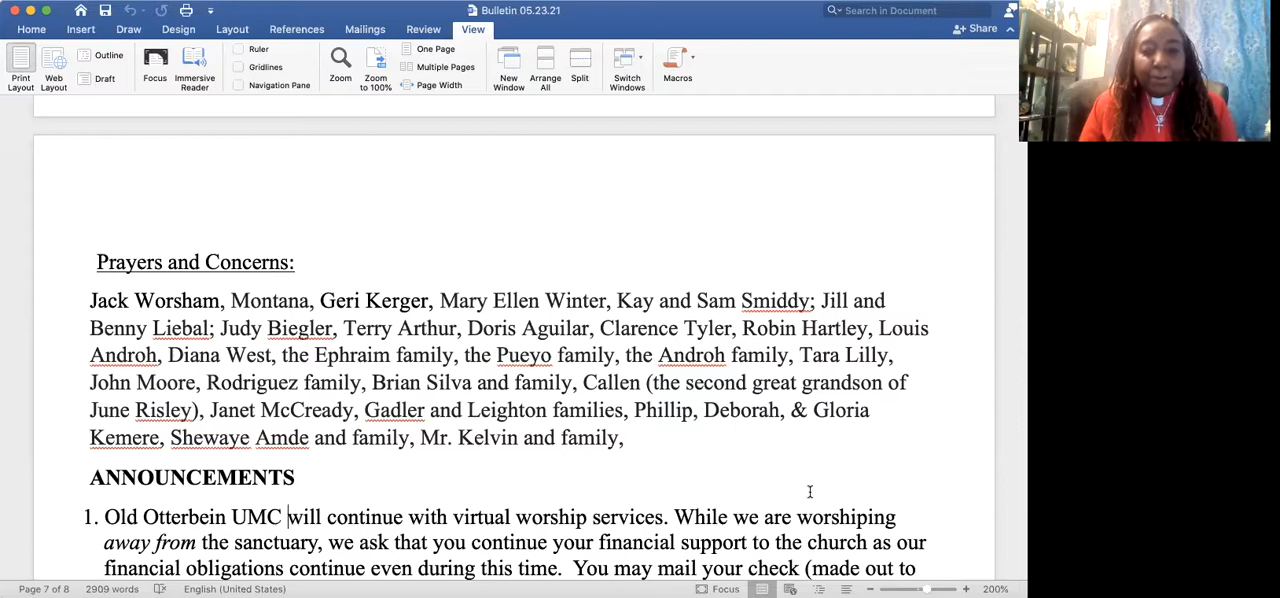 Bulletin 05.23.21
Search in Document
Home Insert Draw Design Layout References Mailings Review View Share
Print Layout
Web Layout
Outline
Draft
Focus
Immersive Reader
Ruler
Gridlines
Navigation Pane
Zoom
Zoom to 100%
One Page
Multiple Pages
Page Width
New Window
Arrange All
Split
Switch Windows
Macros
Prayers and Concerns:
Jack Worsham, Montana, Geri Kerger, Mary Ellen Winter, Kay and Sam Smiddy; Jill and
Benny Liebal; Judy Biegler, Terry Arthur, Doris Aguilar, Clarence Tyler, Robin Hartley, Louis
Androh, Diana West, the Ephraim family, the Pueyo family, the Androh family, Tara Lilly,
John Moore, Rodriguez family, Brian Silva and family, Callen (the second great grandson of
June Risley), Janet McCready, Gadler and Leighton families, Phillip, Deborah, & Gloria
Kemere, Shewaye Amde and family, Mr. Kelvin and family,
ANNOUNCEMENTS
1. Old Otterbein UMC will continue with virtual worship services. While we are worshiping
away from the sanctuary, we ask that you continue your financial support to the church as our
financial obligations continue even during this time. You may mail your check (made out to
Page 7 of 8 2909 words English (United States) Focus 200%